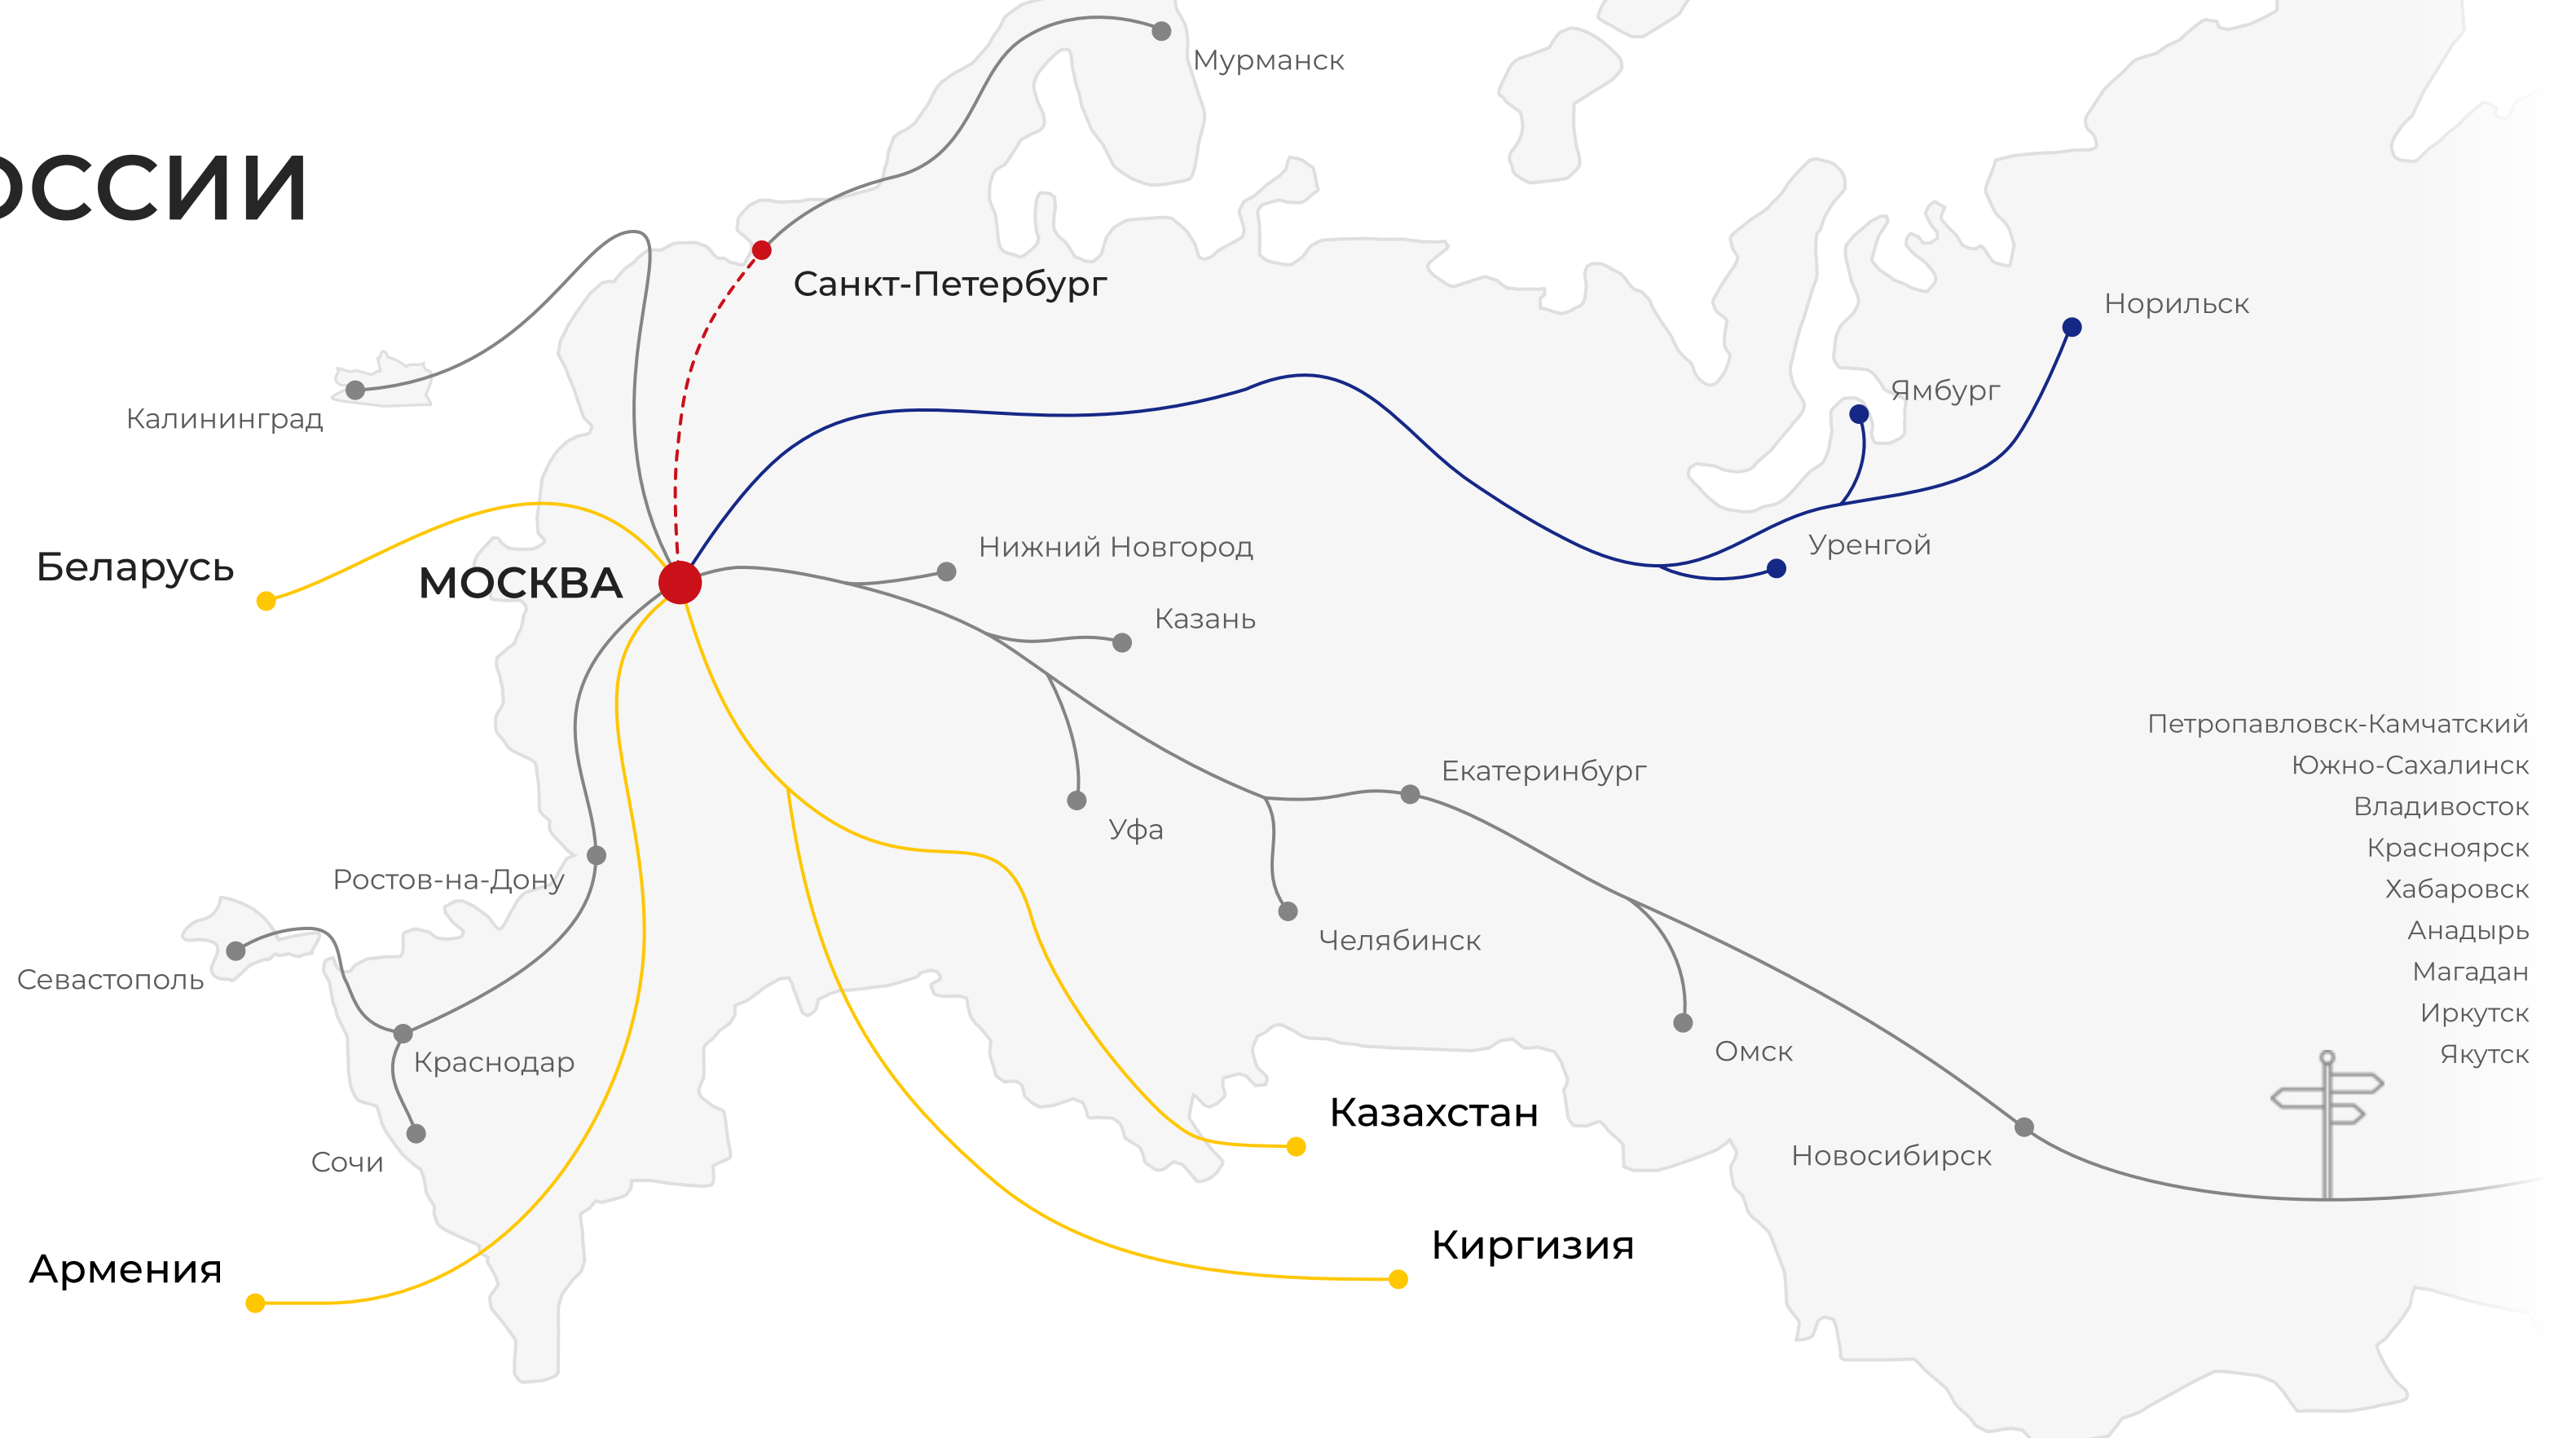 Мурманск
ОССИИ
Санкт-Петербург
Норильск
Ямбург
Калининград
Нижний Новгород
Уренгой
Беларусь
МОСКВА
Казань
Петропавловск-Камчатский
Южно-Сахалинск
Владивосток
Красноярск
Хабаровск
Анадырь
Магадан
Иркутск
Якутск
Екатеринбург
Уфа
Ростов-на-Дону
Челябинск
Севастополь
Омск
Краснодар
Казахстан
Новосибирск
Сочи
Киргизия
Армения